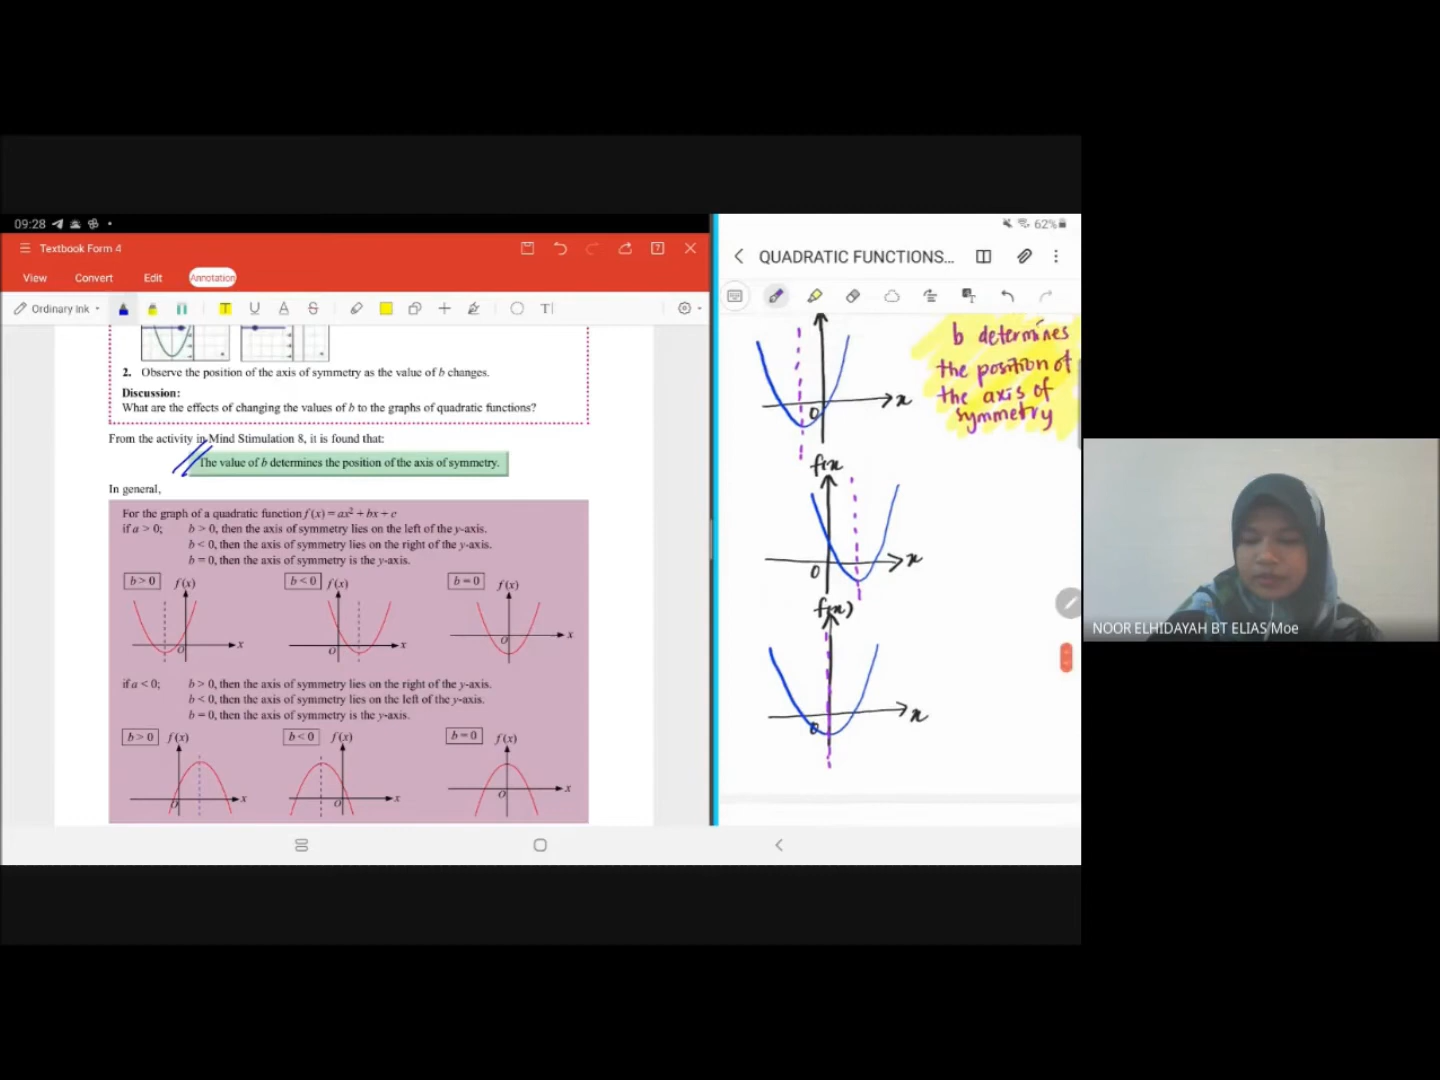 09:28
62%
Textbook Form 4
View Convert Edit Annotation
Ordinary Ink
2. Observe the position of the axis of symmetry as the value of b changes.
Discussion:
What are the effects of changing the values of b to the graphs of quadratic functions?
From the activity in Mind Stimulation 8, it is found that:
The value of b determines the position of the axis of symmetry.
In general,
For the graph of a quadratic function f(x) = ax² + bx + c
if a > 0; b > 0, then the axis of symmetry lies on the left of the y-axis.
b < 0, then the axis of symmetry lies on the right of the y-axis.
b = 0, then the axis of symmetry is the y-axis.
b > 0 f(x) b < 0 f(x) b = 0 f(x)
O x O x O x
if a < 0; b > 0, then the axis of symmetry lies on the right of the y-axis.
b < 0, then the axis of symmetry lies on the left of the y-axis.
b = 0, then the axis of symmetry is the y-axis.
b > 0 f(x) b < 0 f(x) b = 0 f(x)
O x O x O x
QUADRATIC FUNCTIONS...
b determines
the position of
the axis of
symmetry
0 x
f(x
0 x
f(x)
0 x
NOOR ELHIDAYAH BT ELIAS Moe